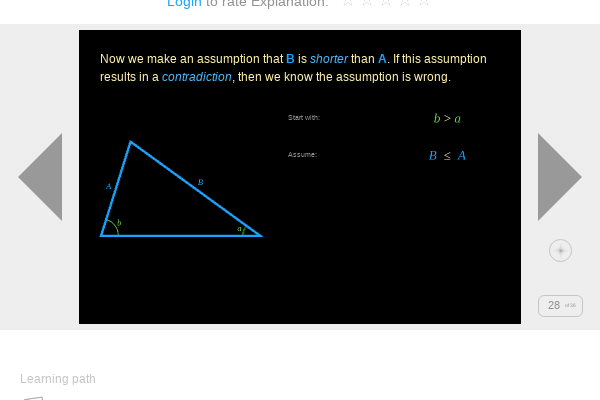 Login to rate Explanation:
Now we make an assumption that B is shorter than A. If this assumption
results in a contradiction, then we know the assumption is wrong.
Start with:
b > a
Assume:
B ≤ A
A
B
b
a
28 of 36
Learning path